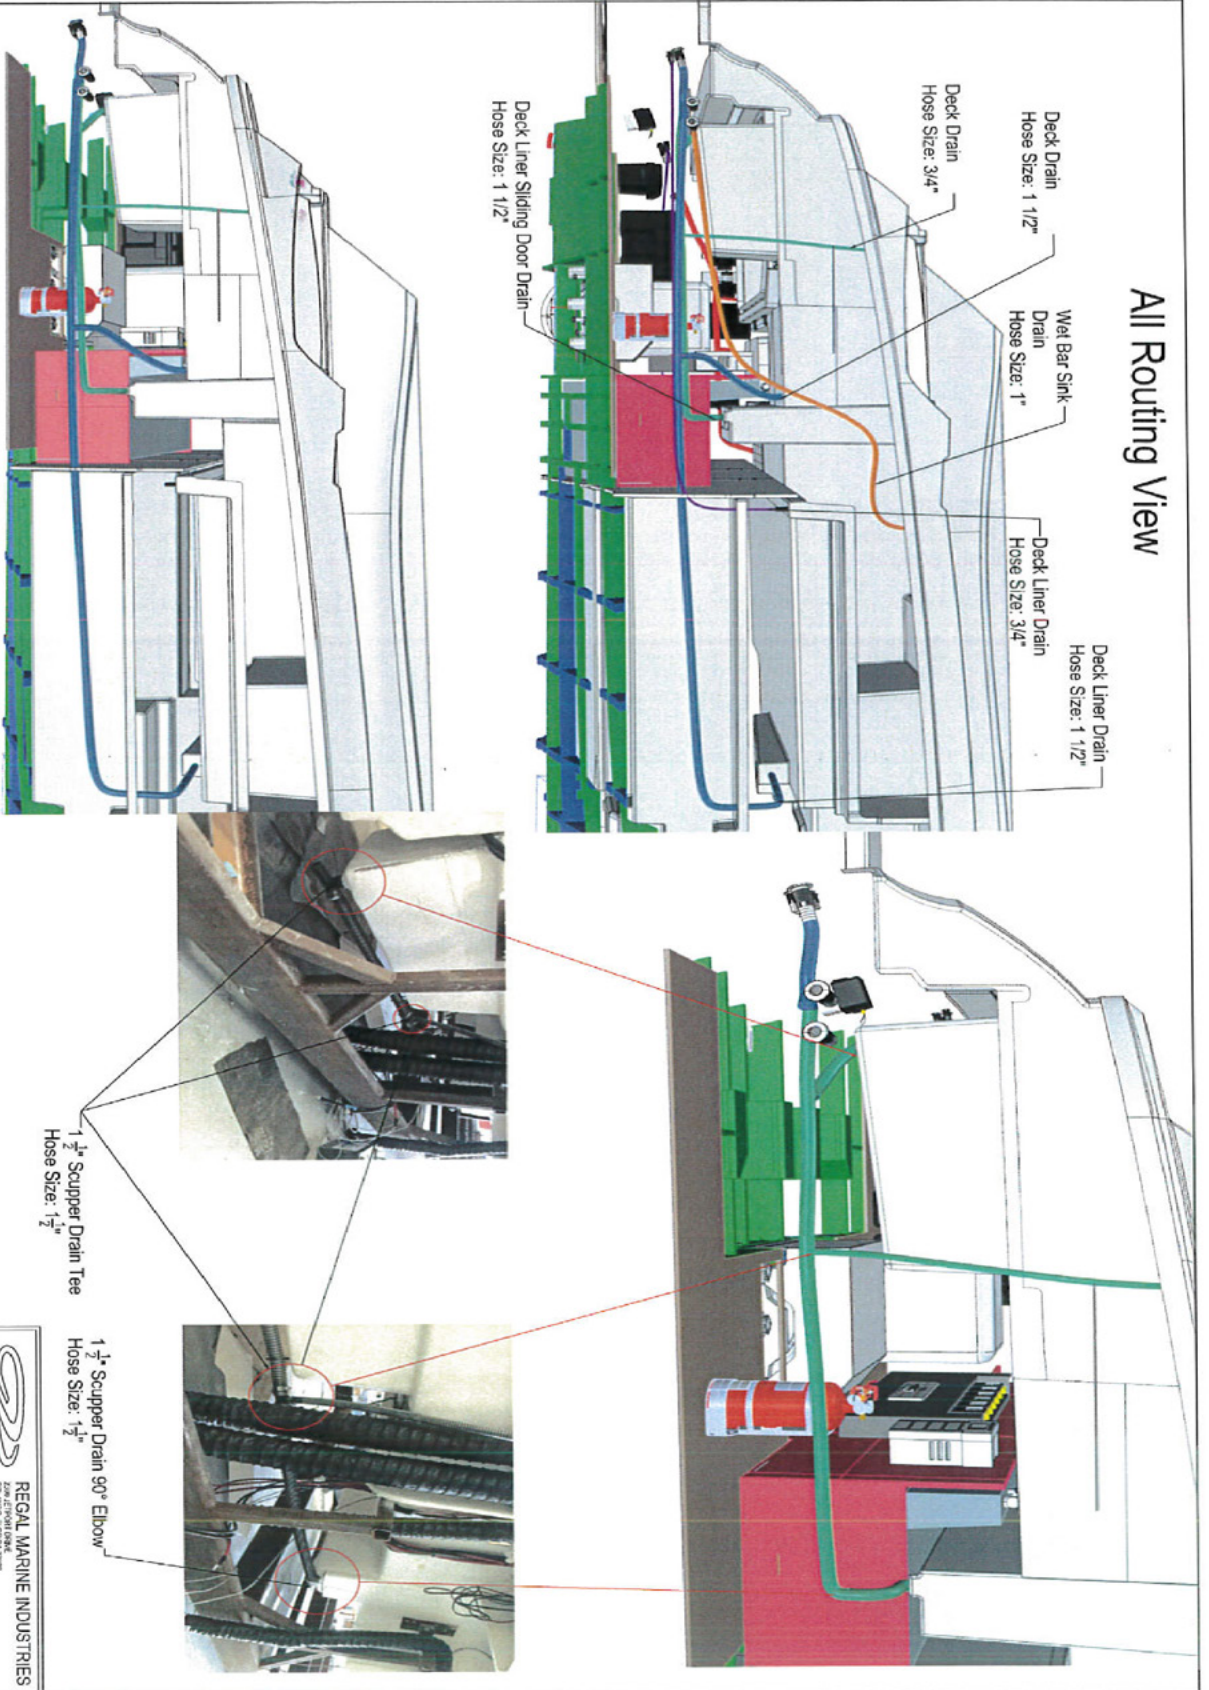 All Routing View
Deck Drain
Hose Size: 3/4"
Deck Drain
Hose Size: 1 1/2"
Wet Bar Sink
Drain
Hose Size: 1"
Deck Liner Drain
Hose Size: 3/4"
Deck Liner Drain
Hose Size: 1 1/2"
Deck Liner Sliding Door Drain
Hose Size: 1 1/2"
1 1/2" Scupper Drain Tee
Hose Size: 1 1/2"
1 1/2" Scupper Drain 90° Elbow
Hose Size: 1 1/2"
REGAL MARINE INDUSTRIES
2300 JETPORT DRIVE